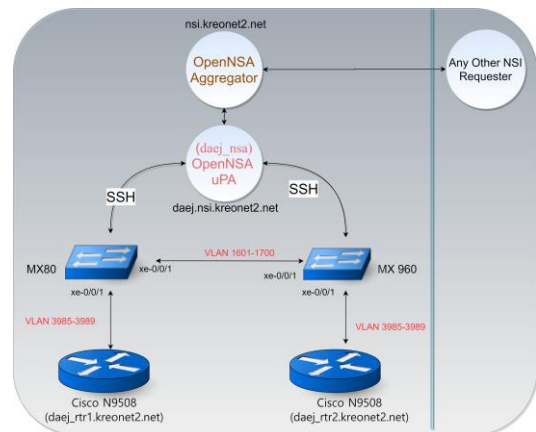 nsi.kreonet2.net
OpenNSA
Aggregator
Any Other NSI
Requester
(daej_nsa)
OpenNSA
uPA
daej.nsi.kreonet2.net
SSH
SSH
VLAN 1601-1700
MX80
xe-0/0/1
xe-0/0/1
MX 960
xe-0/0/1
xe-0/0/1
VLAN 3985-3989
VLAN 3985-3989
Cisco N9508
(daej_rtr1.kreonet2.net)
Cisco N9508
(daej_rtr2.kreonet2.net)